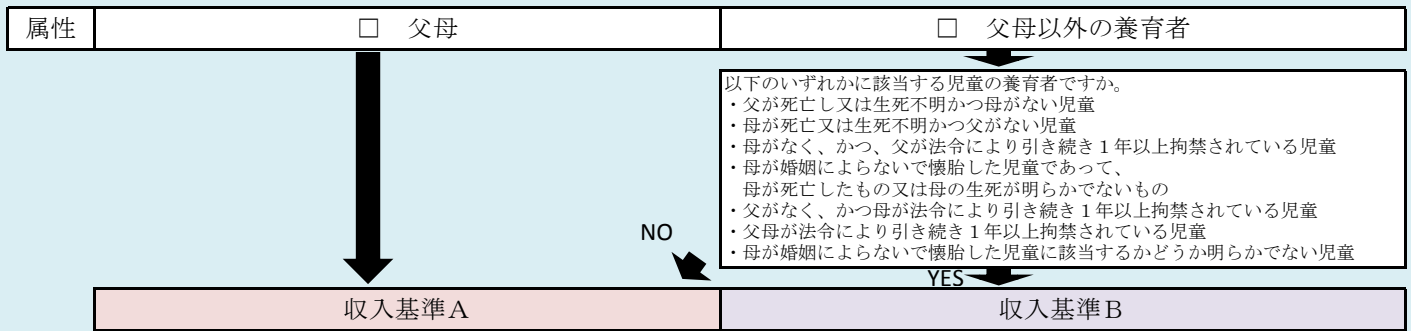 属性
□ 父母
□ 父母以外の養育者
以下のいずれかに該当する児童の養育者ですか。
・父が死亡し又は生死不明かつ母がない児童
・母が死亡又は生死不明かつ父がない児童
・母がなく、かつ、父が法令により引き続き１年以上拘禁されている児童
・母が婚姻によらないで懐胎した児童であって、
母が死亡したもの又は母の生死が明らかでないもの
・父がなく、かつ母が法令により引き続き１年以上拘禁されている児童
・父母が法令により引き続き１年以上拘禁されている児童
・母が婚姻によらないで懐胎した児童に該当するかどうか明らかでない児童
NO
YES
収入基準Ａ
収入基準Ｂ